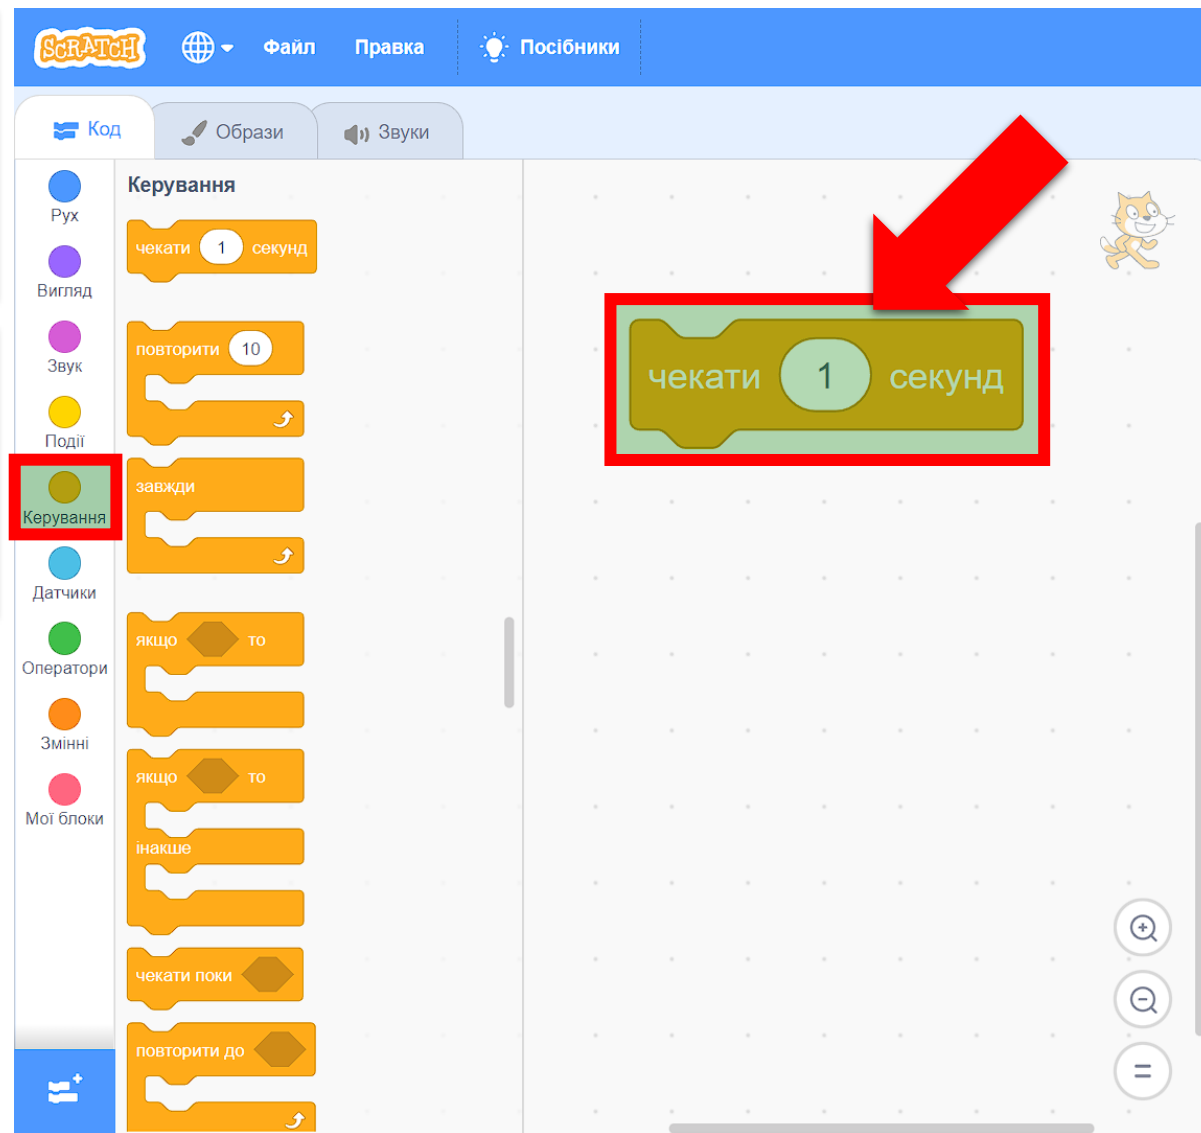 SCRATCH Файл Правка Посібники
Код Образи Звуки
Рух
Вигляд
Звук
Події
Керування
Датчики
Оператори
Змінні
Мої блоки
Керування
чекати 1 секунд
повторити 10
завжди
якщо то
якщо то
інакше
чекати поки
повторити до
чекати 1 секунд